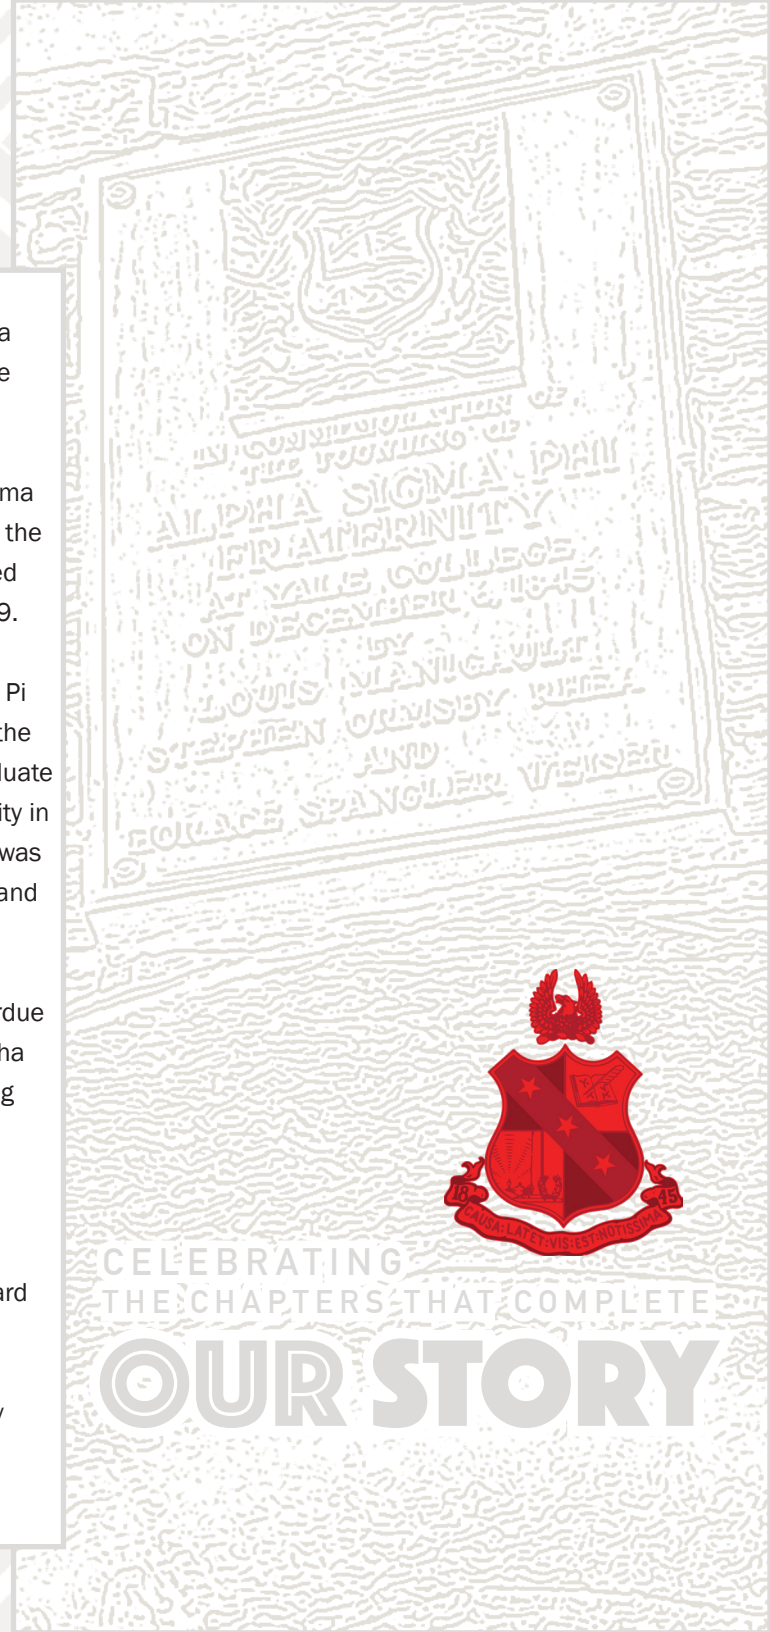 a
e
ma
the
ed
9.
Pi
the
duate
ity in
was
and
rdue
ha
g
ard
y
IN COMMEMORATION OF
THE FOUNDING OF
ALPHA SIGMA PHI
FRATERNITY
AT YALE COLLEGE
ON DECEMBER 6, 1845
BY
LOUIS MANIGAULT
STEPHEN ORMSBY RHEA
AND
HORACE SPANGLER WEISER
18 45
CAUSA:LATET:VIS:EST:NOTISSIMA
CELEBRATING
THE CHAPTERS THAT COMPLETE
OUR STORY